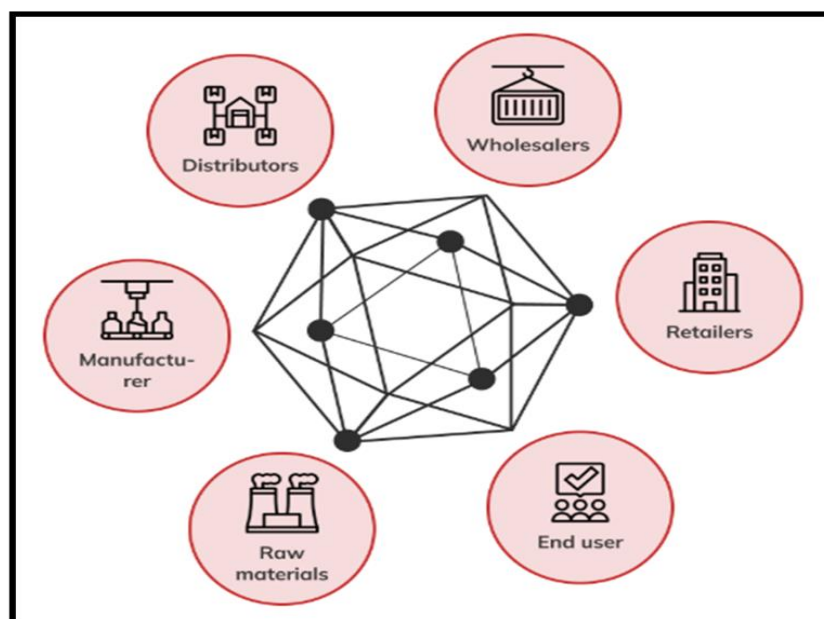 Distributors
Wholesalers
Manufactu-
rer
Retailers
Raw
materials
End user